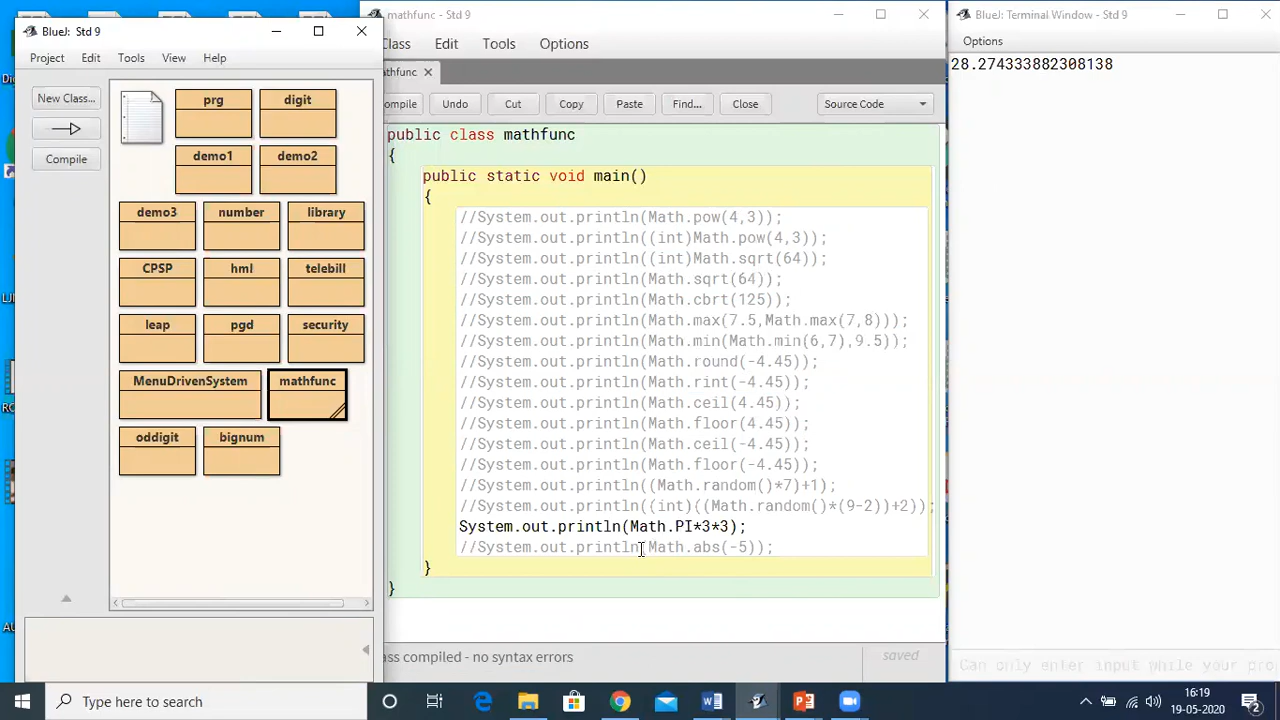 BlueJ: Std 9
Project Edit Tools View Help
New Class...
Compile
prg digit
demo1 demo2
demo3 number library
CPSP hml telebill
leap pgd security
MenuDrivenSystem mathfunc
oddigit bignum
mathfunc - Std 9
Class Edit Tools Options
athfunc
mpile Undo Cut Copy Paste Find... Close Source Code
public class mathfunc
{
public static void main()
{
//System.out.println(Math.pow(4,3));
//System.out.println((int)Math.pow(4,3));
//System.out.println((int)Math.sqrt(64));
//System.out.println(Math.sqrt(64));
//System.out.println(Math.cbrt(125));
//System.out.println(Math.max(7.5,Math.max(7,8)));
//System.out.println(Math.min(Math.min(6,7),9.5));
//System.out.println(Math.round(-4.45));
//System.out.println(Math.rint(-4.45));
//System.out.println(Math.ceil(4.45));
//System.out.println(Math.floor(4.45));
//System.out.println(Math.ceil(-4.45));
//System.out.println(Math.floor(-4.45));
//System.out.println((Math.random()*7)+1);
//System.out.println((int)((Math.random()*(9-2))+2));
System.out.println(Math.PI*3*3);
//System.out.println(Math.abs(-5));
}
}
ass compiled - no syntax errors
saved
BlueJ: Terminal Window - Std 9
Options
28.274333882308138
Can only enter input while your pro
Type here to search
16:19
19-05-2020
2